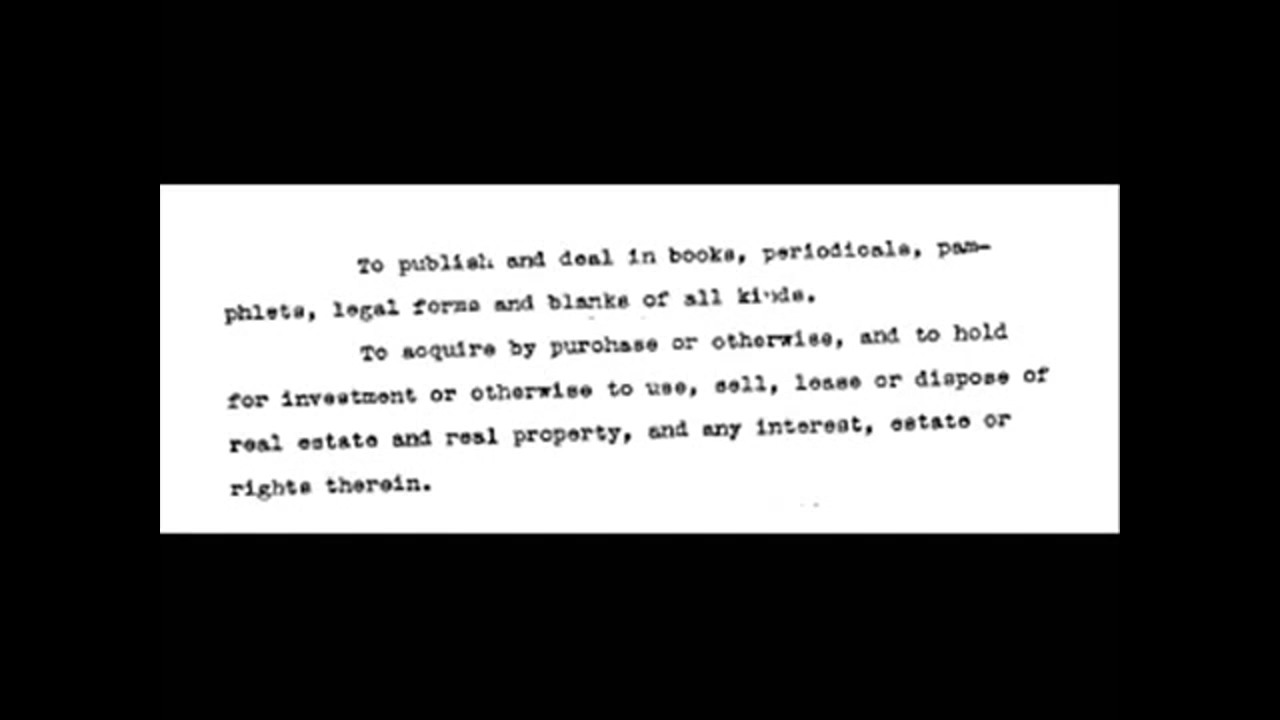 To publish and deal in books, periodicals, pam-
phlets, legal forms and blanks of all kinds.
To acquire by purchase or otherwise, and to hold
for investment or otherwise to use, sell, lease or dispose of
real estate and real property, and any interest, estate or
rights therein.